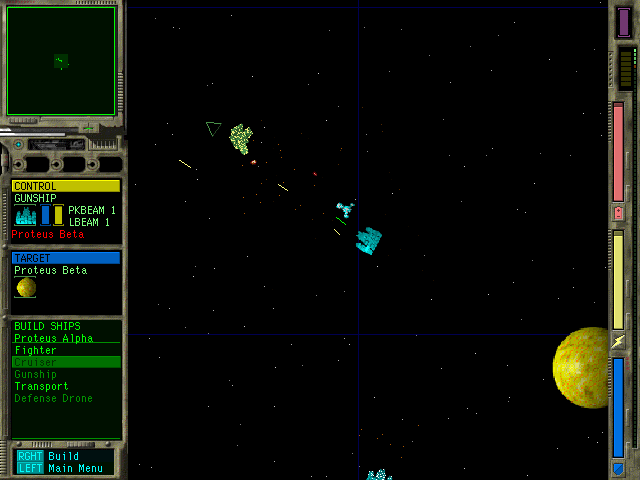 CONTROL
GUNSHIP
PKBEAM 1
LBEAM 1
Proteus Beta
TARGET
Proteus Beta
BUILD SHIPS
Proteus Alpha
Fighter
Cruiser
Gunship
Transport
Defense Drone
RGHT Build
LEFT Main Menu